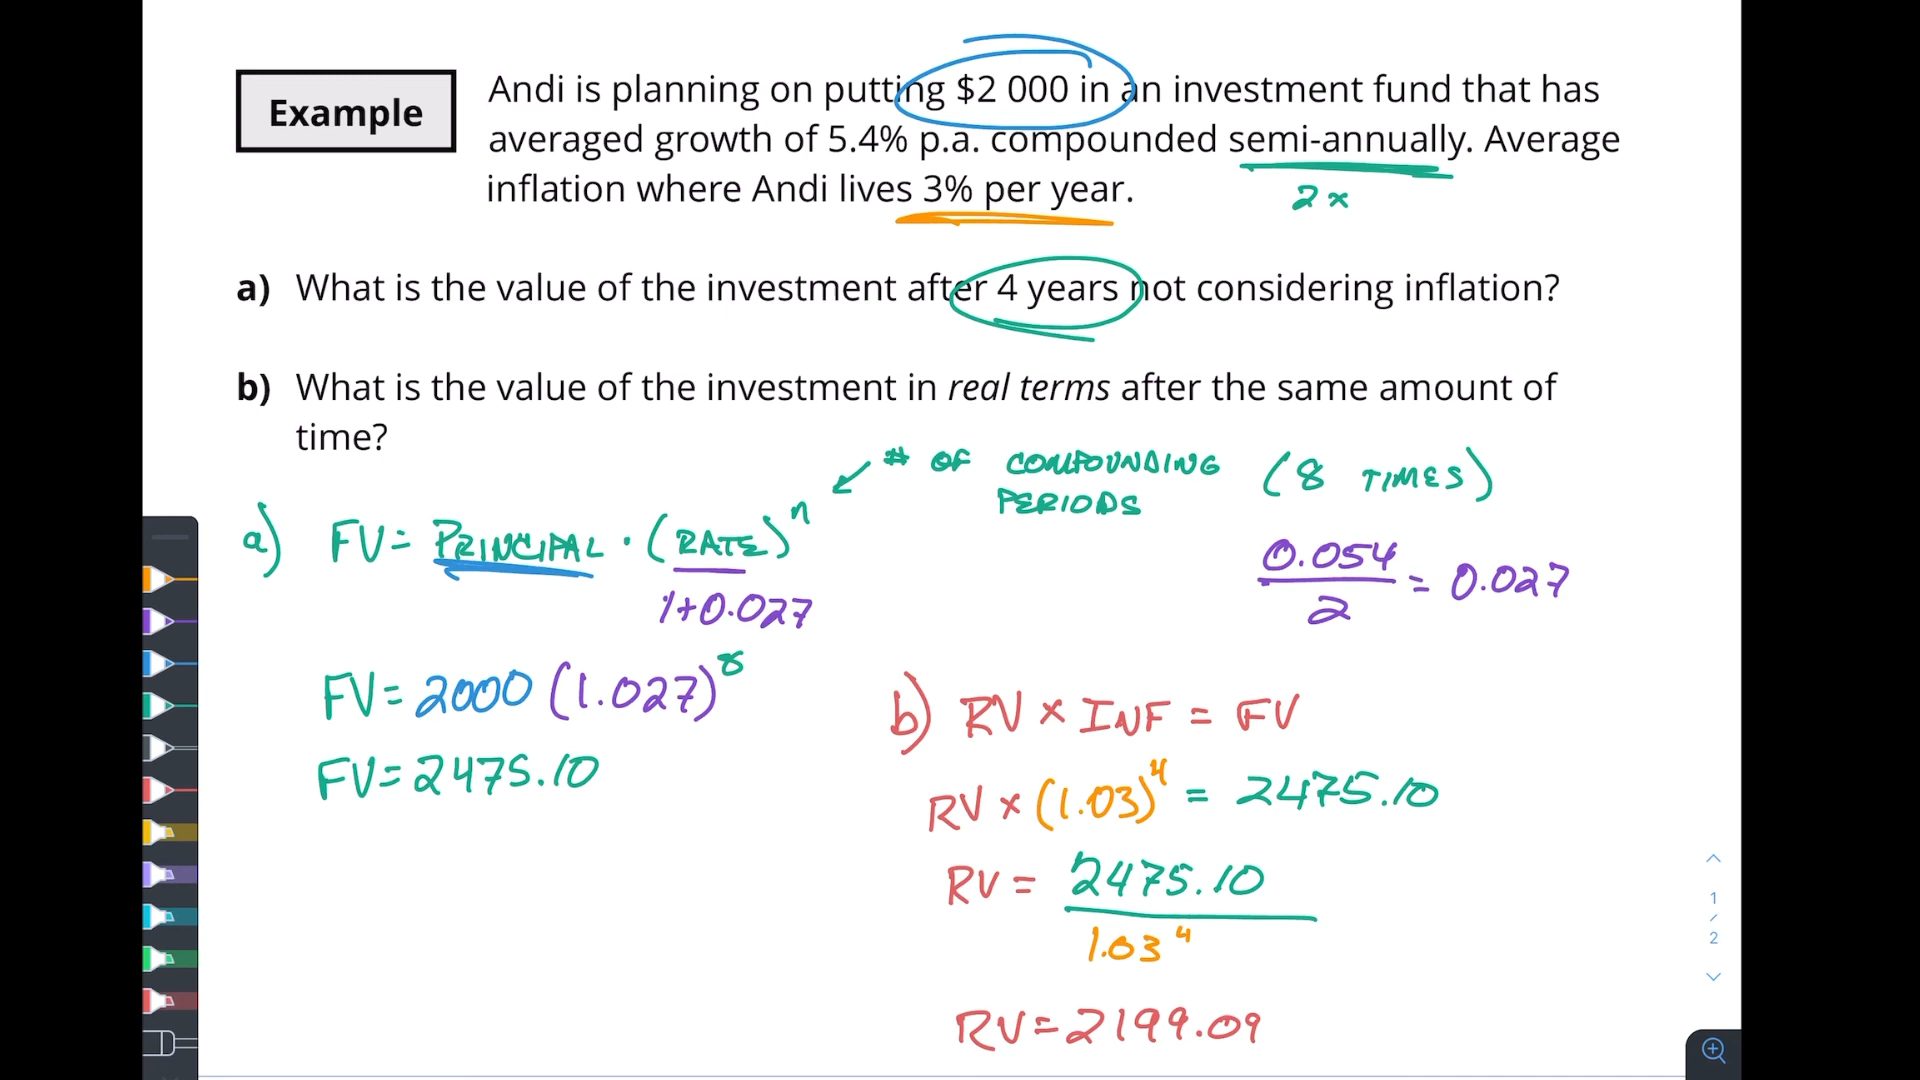 Example
Andi is planning on putting $2 000 in an investment fund that has
averaged growth of 5.4% p.a. compounded semi-annually. Average
inflation where Andi lives 3% per year.
2 x
a) What is the value of the investment after 4 years not considering inflation?
b) What is the value of the investment in real terms after the same amount of
time?
# OF COMPOUNDING (8 TIMES)
PERIODS
a) FV = PRINCIPAL · (RATE)ⁿ
1+0.027
0.054/2 = 0.027
FV = 2000 (1.027)⁸
FV = 2475.10
b) RV × INF = FV
RV × (1.03)⁴ = 2475.10
RV = 2475.10
1.03⁴
RV = 2199.09
1
/
2